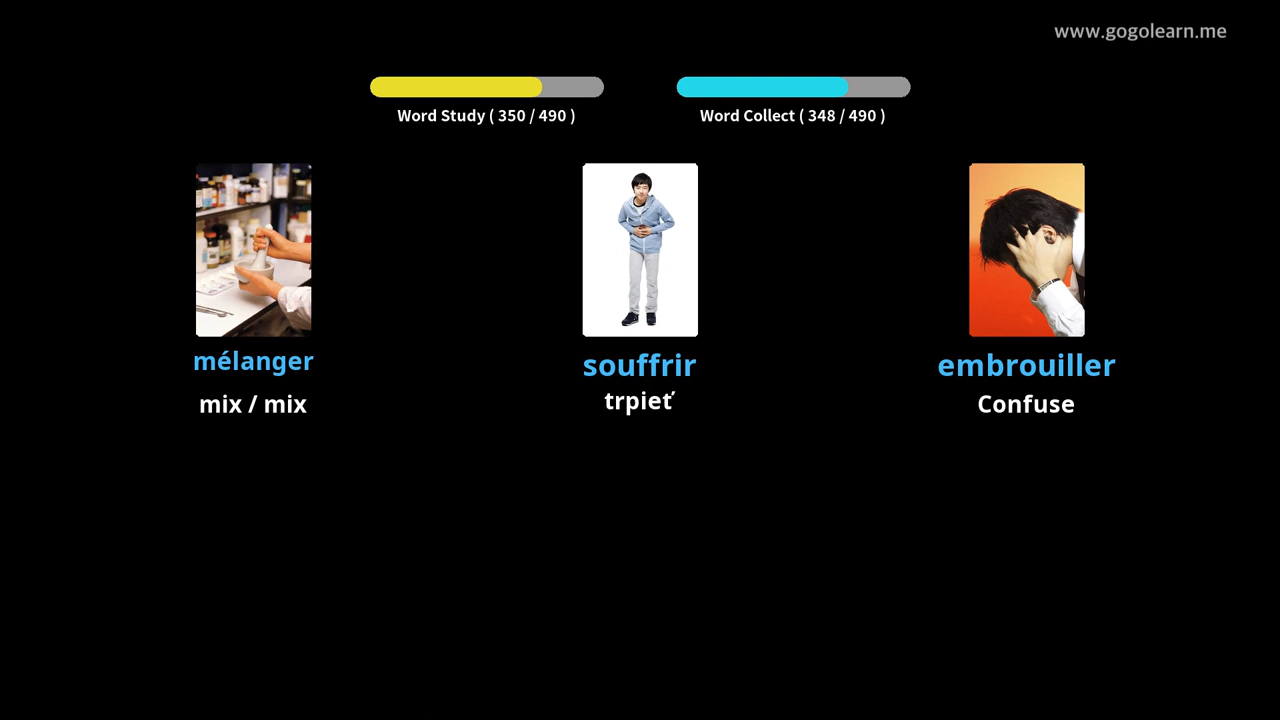 www.gogolearn.me
Word Study ( 350 / 490 )
Word Collect ( 348 / 490 )
mélanger
mix / mix
souffrir
trpieť
embrouiller
Confuse